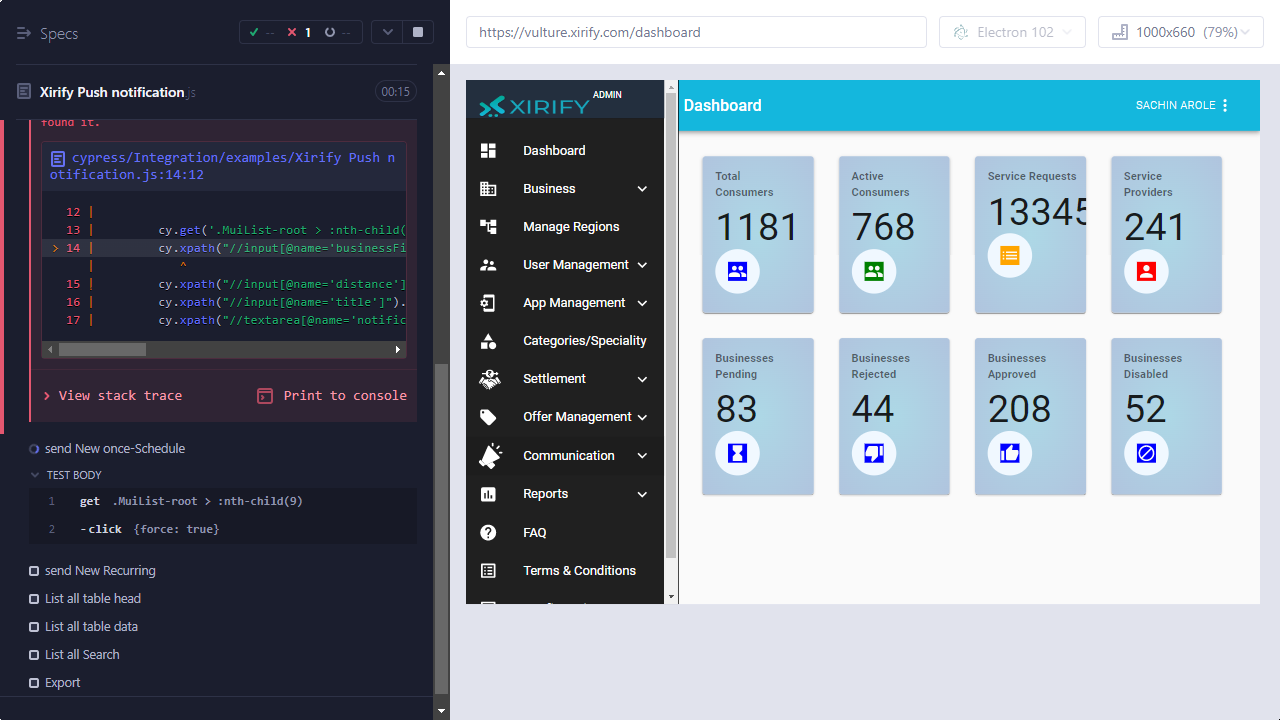 Specs
-- 1 --
Xirify Push notification.js
00:15
found it.
cypress/Integration/examples/Xirify Push n
otification.js:14:12
12 |
13 | cy.get('.MuiList-root > :nth-child(
> 14 | cy.xpath("//input[@name='businessFi
| ^
15 | cy.xpath("//input[@name='distance']
16 | cy.xpath("//input[@name='title']").
17 | cy.xpath("//textarea[@name='notific
View stack trace
Print to console
send New once-Schedule
TEST BODY
1 get .MuiList-root > :nth-child(9)
2 -click {force: true}
send New Recurring
List all table head
List all table data
List all Search
Export
https://vulture.xirify.com/dashboard
Electron 102
1000x660 (79%)
XIRIFY ADMIN
Dashboard
Business
Manage Regions
User Management
App Management
Categories/Speciality
Settlement
Offer Management
Communication
Reports
FAQ
Terms & Conditions
Dashboard
SACHIN AROLE
Total
Consumers
1181
Active
Consumers
768
Service Requests
13345
Service
Providers
241
Businesses
Pending
83
Businesses
Rejected
44
Businesses
Approved
208
Businesses
Disabled
52